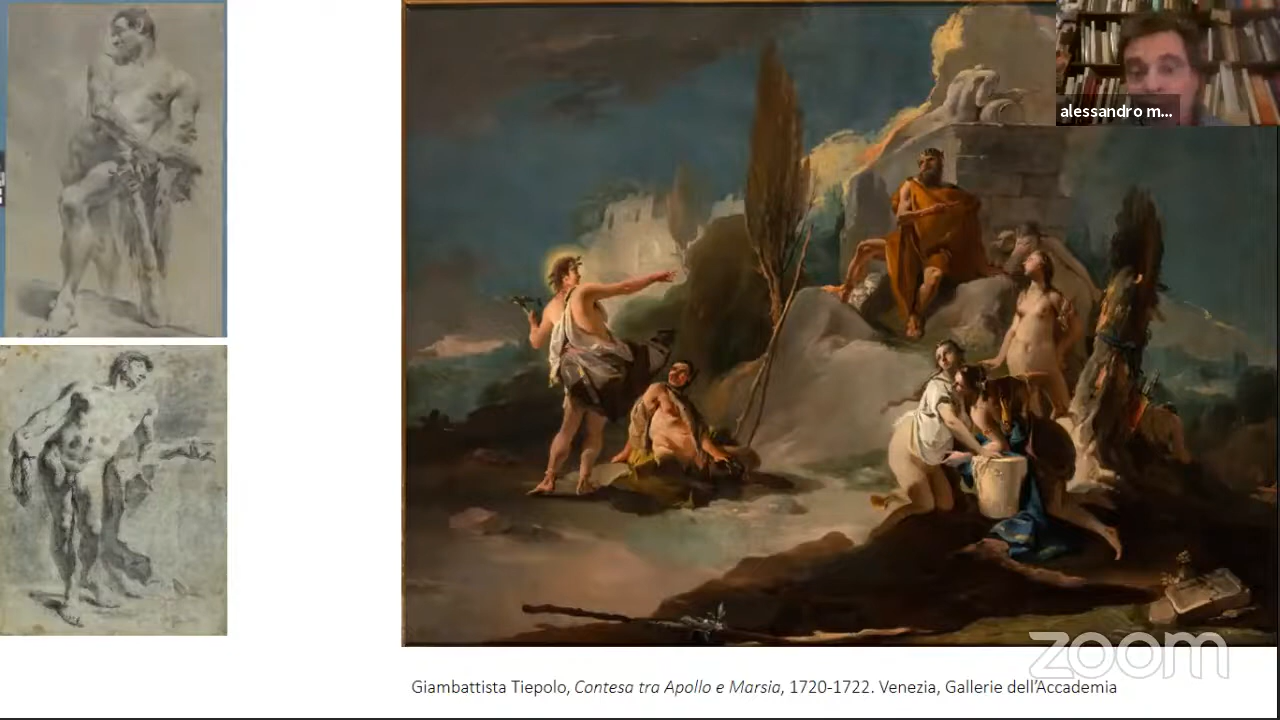 alessandro m...
zoom
Giambattista Tiepolo, Contesa tra Apollo e Marsia, 1720-1722. Venezia, Gallerie dell'Accademia